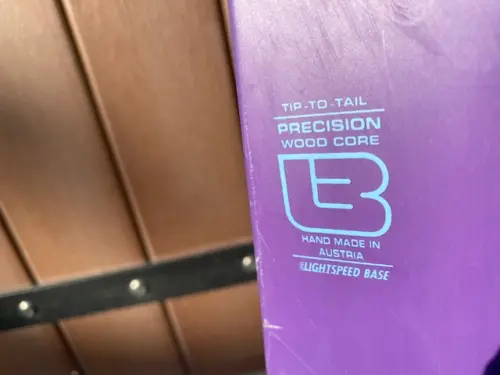 TIP-TO-TAIL
PRECISION
WOOD CORE
HAND MADE IN
AUSTRIA
LIGHTSPEED BASE